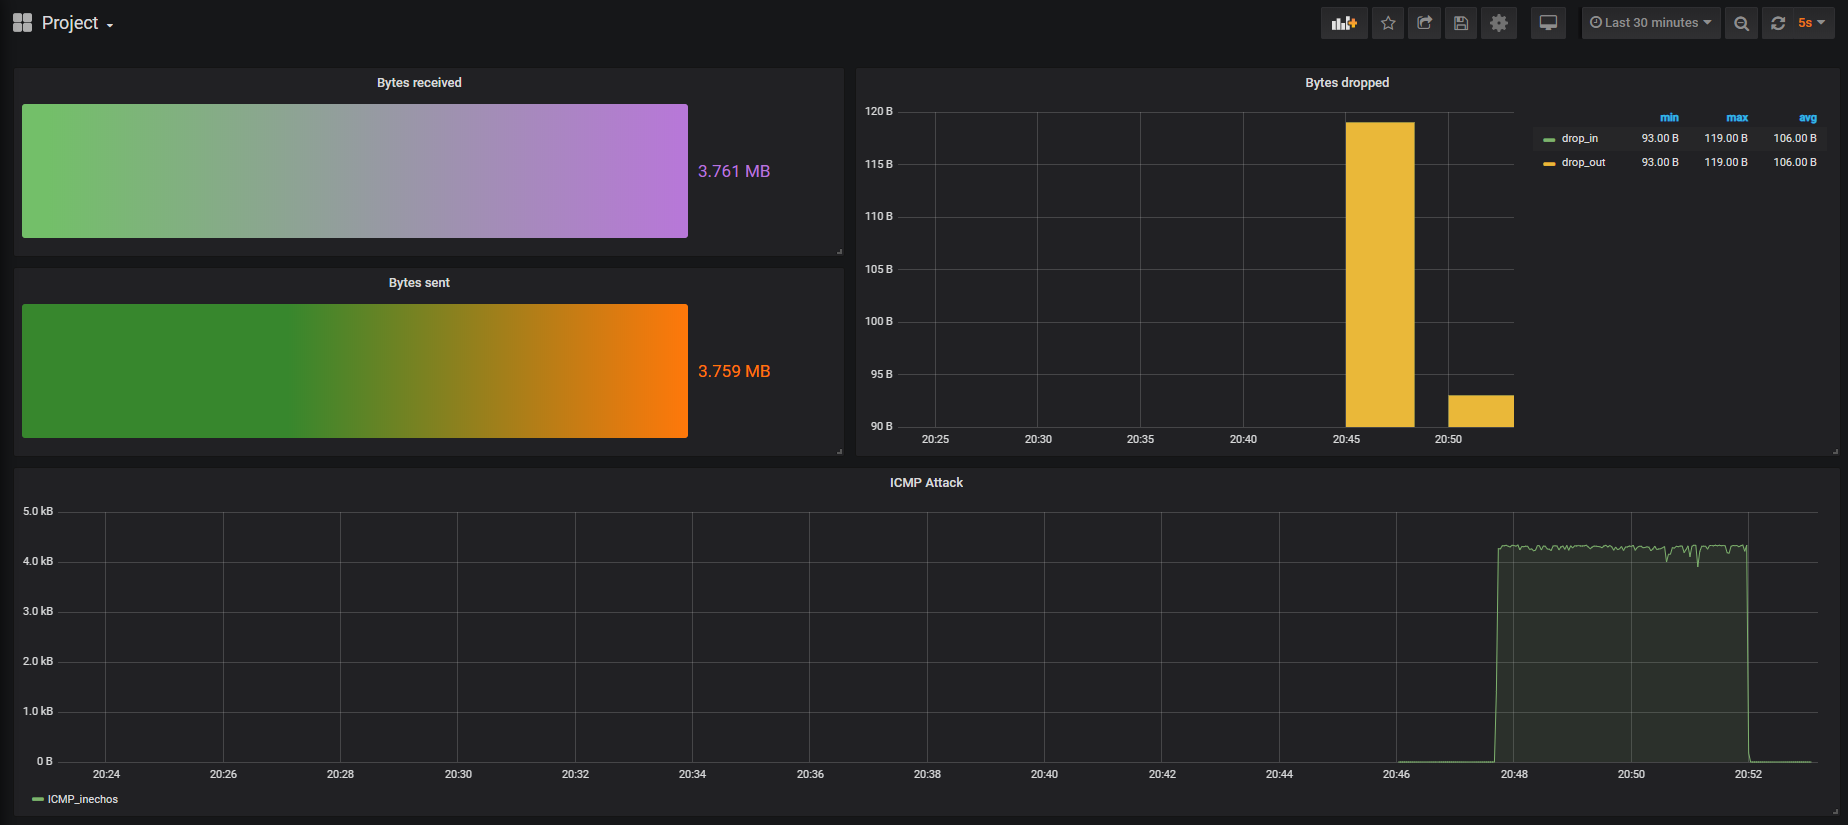 Project
Last 30 minutes
5s
Bytes received
3.761 MB
Bytes sent
3.759 MB
Bytes dropped
120 B
115 B
110 B
105 B
100 B
95 B
90 B
20:25 20:30 20:35 20:40 20:45 20:50
min max avg
drop_in 93.00 B 119.00 B 106.00 B
drop_out 93.00 B 119.00 B 106.00 B
ICMP Attack
5.0 kB
4.0 kB
3.0 kB
2.0 kB
1.0 kB
0 B
20:24 20:26 20:28 20:30 20:32 20:34 20:36 20:38 20:40 20:42 20:44 20:46 20:48 20:50 20:52
ICMP_inechos